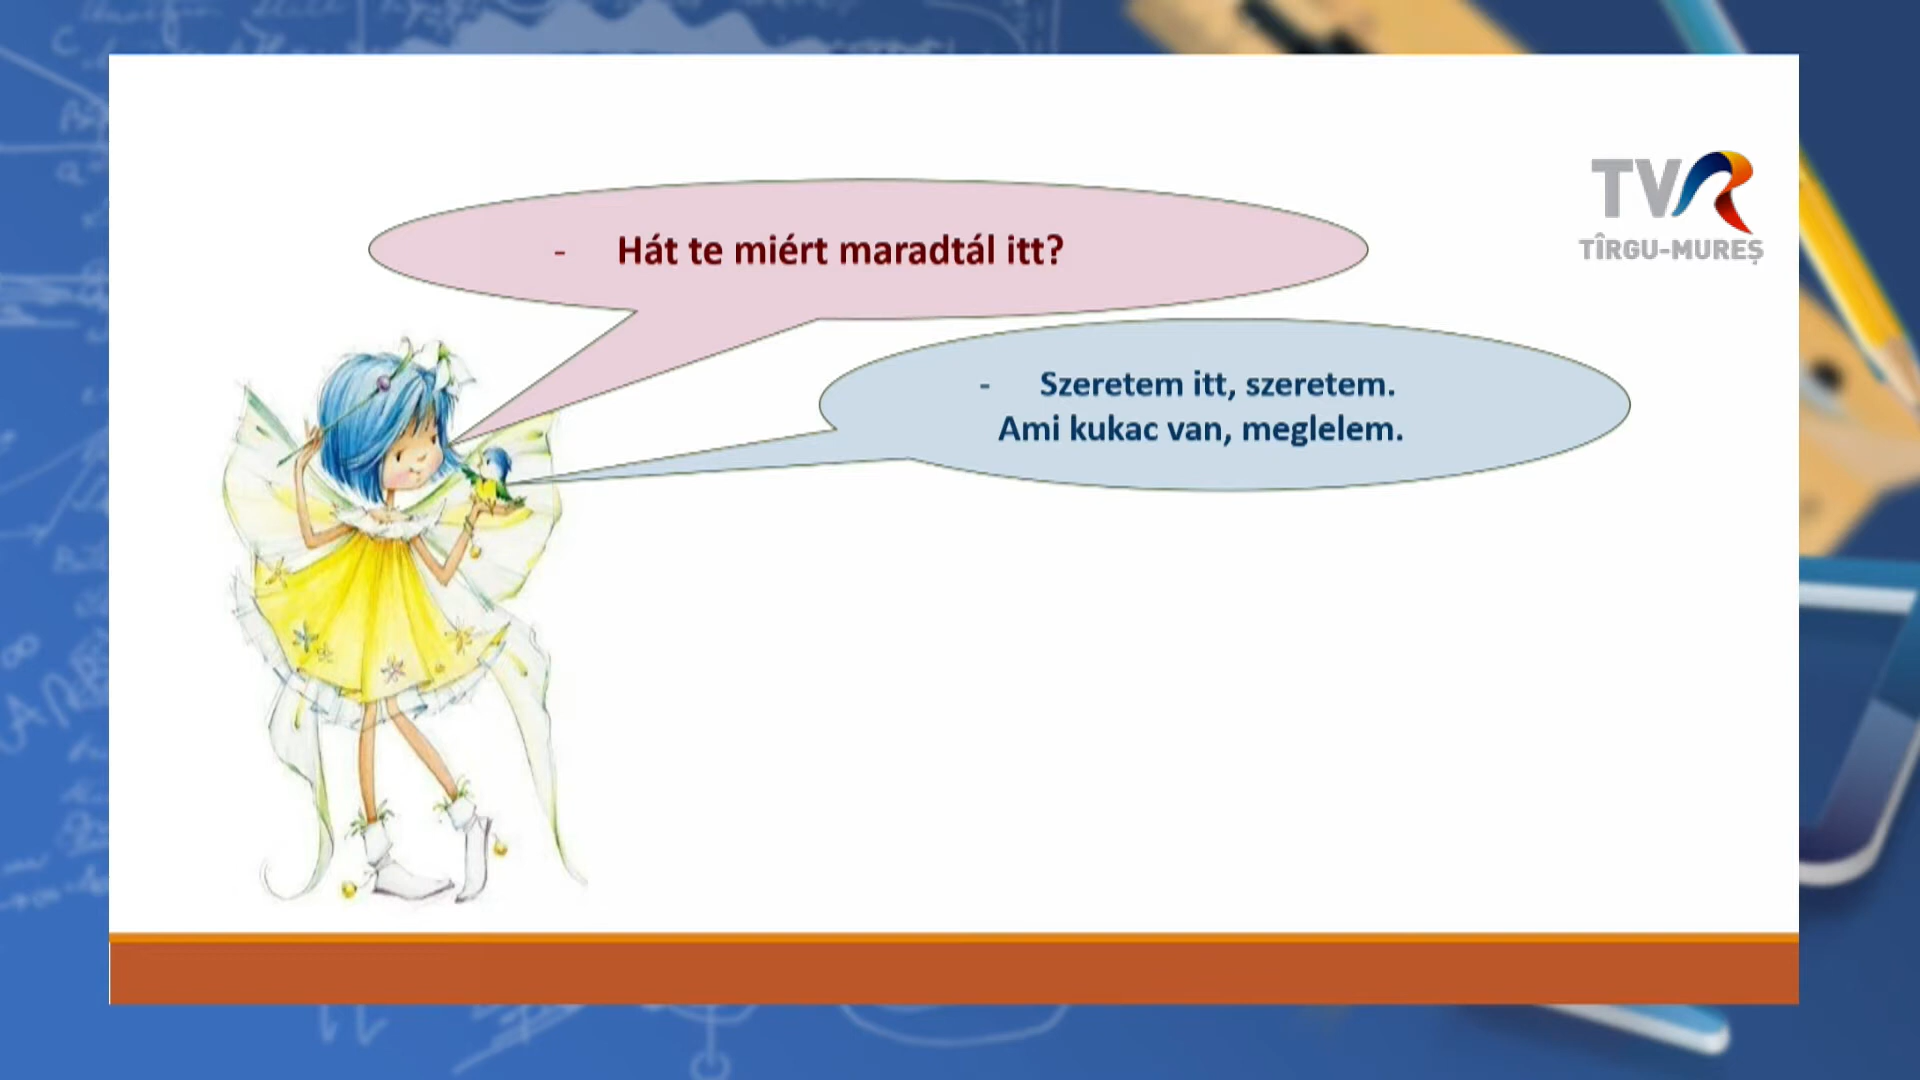 TVR
TÎRGU-MUREȘ
- Hát te miért maradtál itt?
- Szeretem itt, szeretem.
Ami kukac van, meglelem.